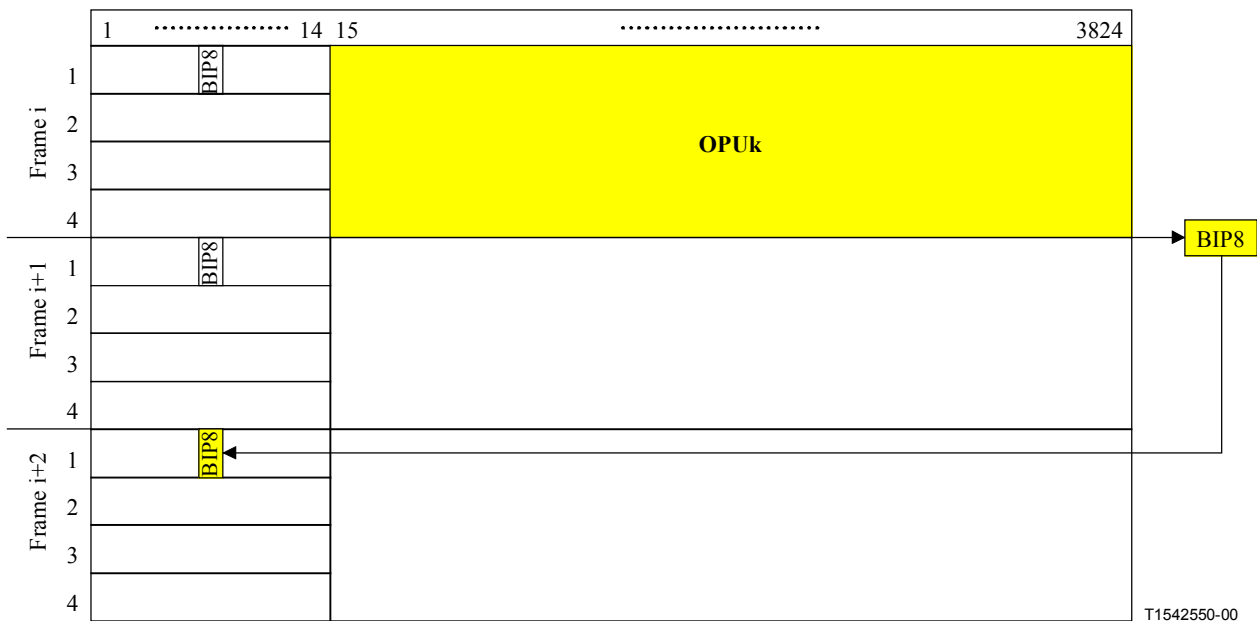 1 ................. 14 15 ......................... 3824
Frame i
1 BIP8
2
3
4
OPUk
BIP8
Frame i+1
1 BIP8
2
3
4
Frame i+2
1 BIP8
2
3
4
T1542550-00